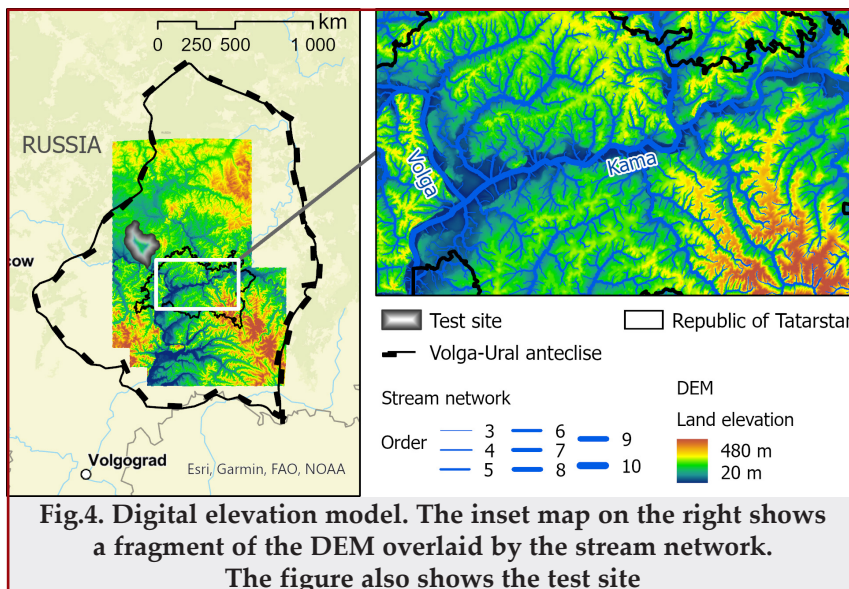 km
0 250 500 1 000
RUSSIA
cow
Volgograd
Esri, Garmin, FAO, NOAA
Volga
Kama
Test site
Republic of Tatarstar
Volga-Ural anteclise
Stream network
Order
3
4
5
6
7
8
9
10
DEM
Land elevation
480 m
20 m
Fig.4. Digital elevation model. The inset map on the right shows
a fragment of the DEM overlaid by the stream network.
The figure also shows the test site